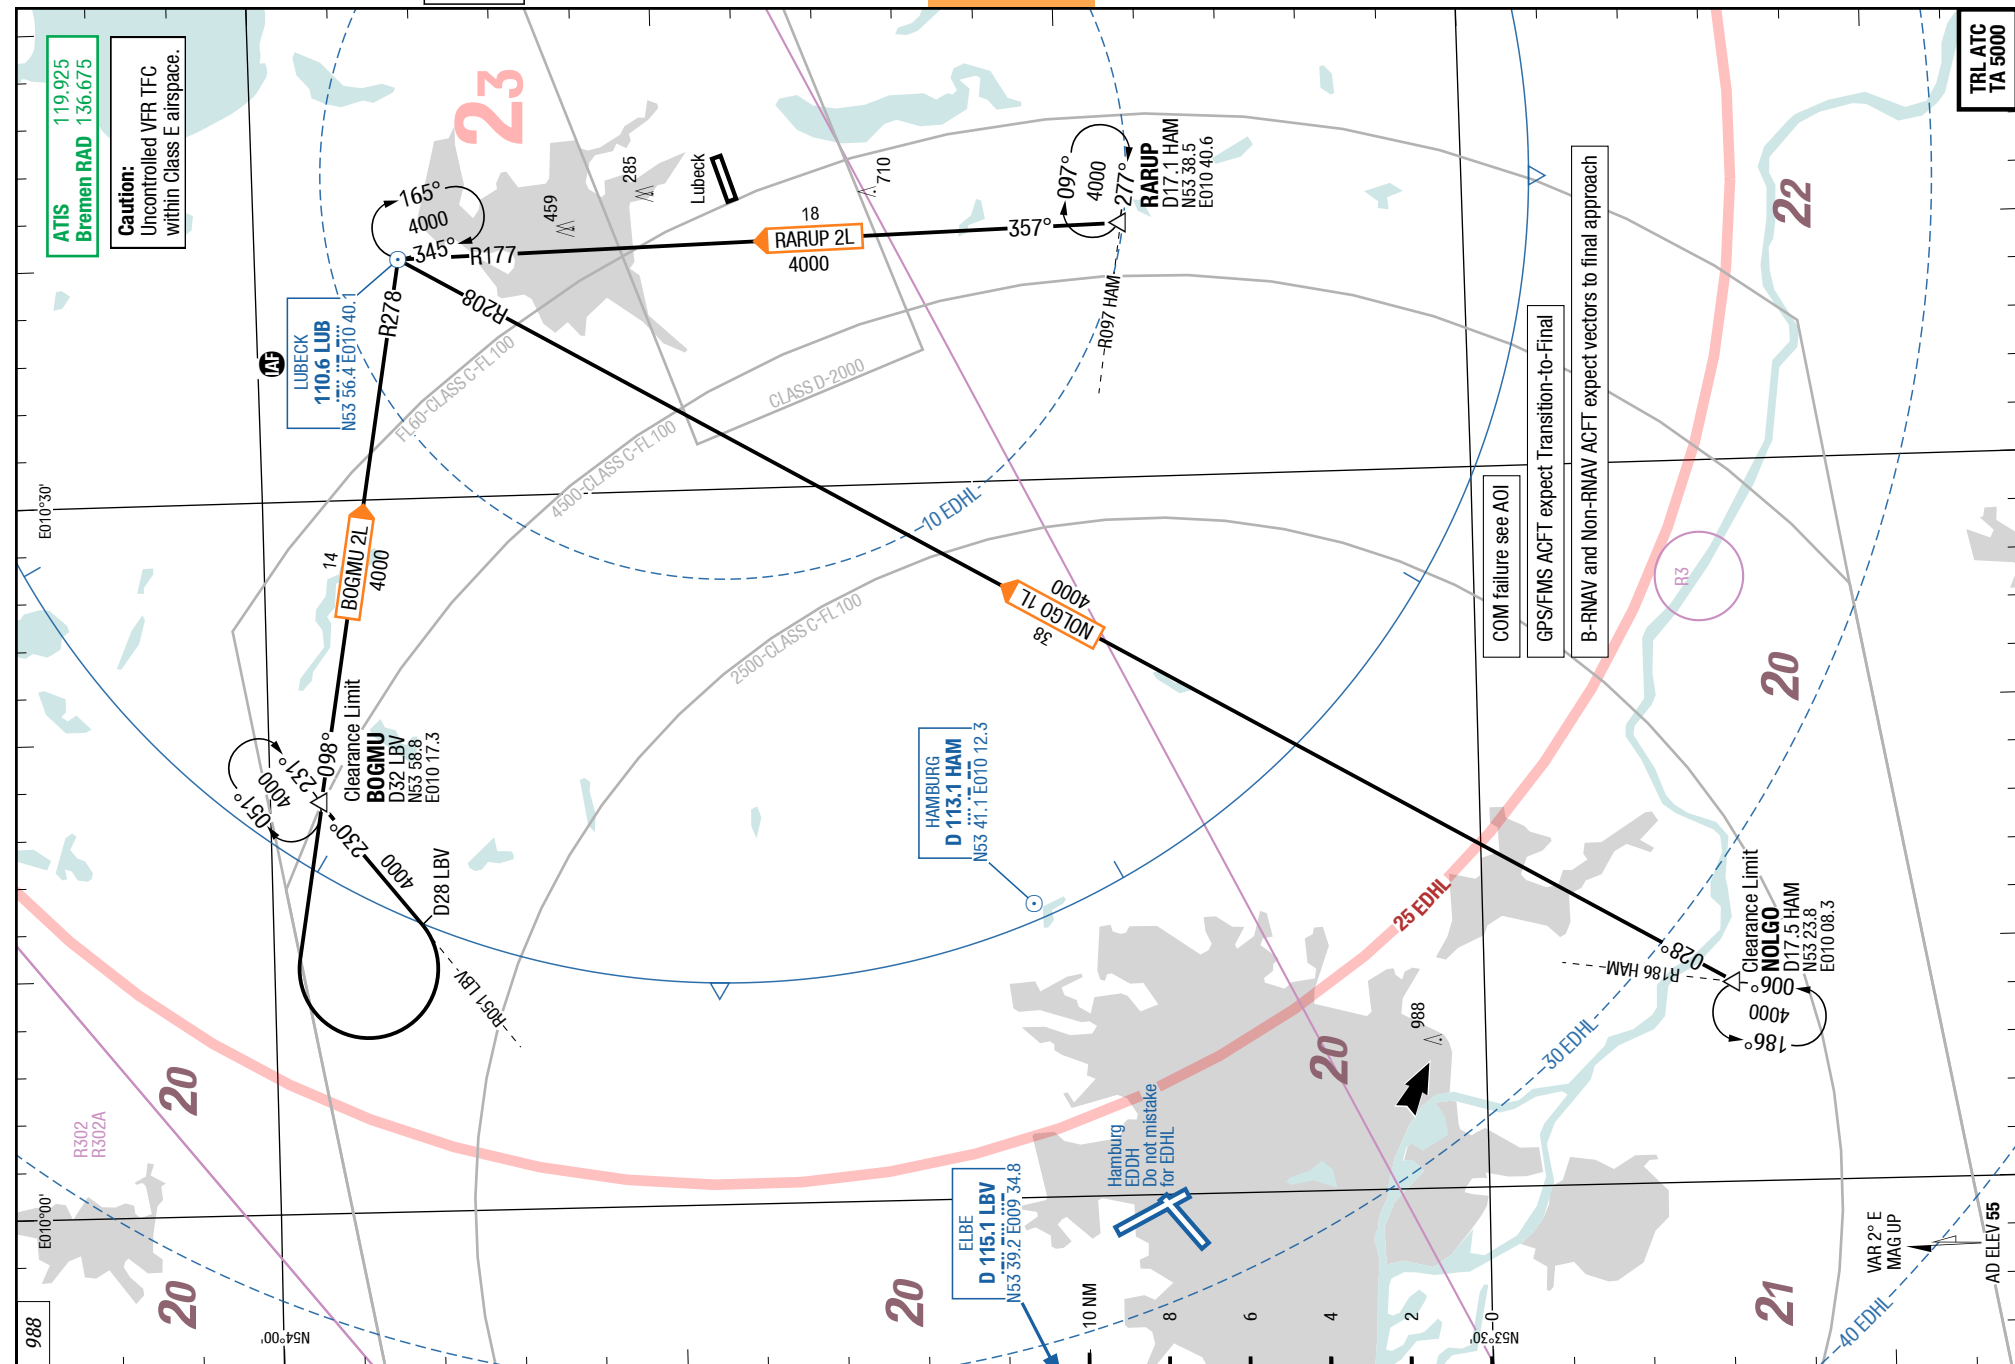 ATIS 119.925
Bremen RAD 136.675
Caution:
Uncontrolled VFR TFC
within Class E airspace.
TRL ATC
TA 5000
23
459
285
Lubeck
710
165°
4000
345°
R177
18
RARUP 2L
4000
357°
097°
4000
277°
RARUP
D17.1 HAM
N53 38.5
E010 40.6
R097 HAM
22
IAF
LUBECK
110.6 LUB
N53 56.4 E010 40.1
R278
R208
FL60-CLASS C-FL100
4500-CLASS C-FL100
CLASS D-2000
2500-CLASS C-FL100
10 EDHL
E010°30'
14
BOGMU 2L
4000
38
NOLGO 1L
4000
COM failure see AOI
GPS/FMS ACFT expect Transition-to-Final
B-RNAV and Non-RNAV ACFT expect vectors to final approach
R3
20
098°
231°
4000
051°
Clearance Limit
BOGMU
D32 LBV
N53 58.8
E010 17.3
230°
4000
D28 LBV
R051 LBV
HAMBURG
D 113.1 HAM
N53 41.1 E010 12.3
25 EDHL
028°
R186 HAM
Clearance Limit
NOLGO
D17.5 HAM
N53 23.8
E010 08.3
006°
4000
186°
988
20
30 EDHL
20
R302
R302A
Hamburg
EDDH
Do not mistake
for EDHL
ELBE
D 115.1 LBV
N53 39.2 E009 34.8
E010°00'
20
20
21
40 EDHL
VAR 2° E
MAG UP
AD ELEV 55
988
N54°00'
10 NM
8
6
4
2
0
N53°30'